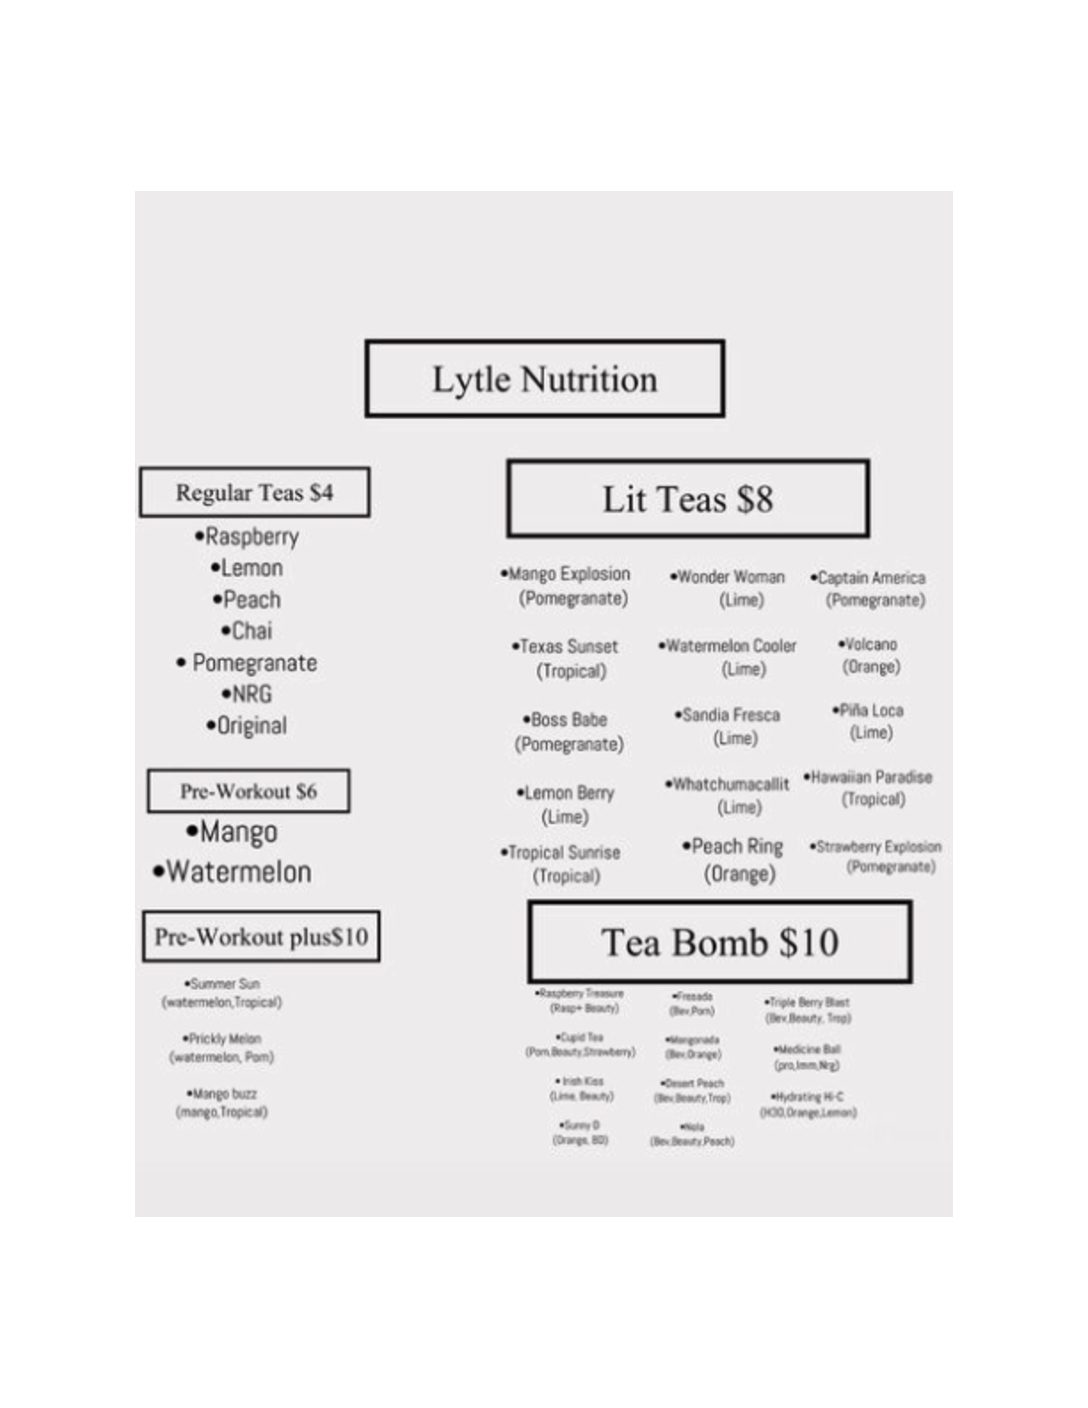 Lytle Nutrition
Regular Teas $4
•Raspberry
•Lemon
•Peach
•Chai
• Pomegranate
•NRG
•Original
Pre-Workout $6
•Mango
•Watermelon
Pre-Workout plus$10
•Summer Sun
(watermelon,Tropical)
•Prickly Melon
(watermelon, Pom)
•Mango buzz
(mango,Tropical)
Lit Teas $8
•Mango Explosion
(Pomegranate)
•Texas Sunset
(Tropical)
•Boss Babe
(Pomegranate)
•Lemon Berry
(Lime)
•Tropical Sunrise
(Tropical)
•Wonder Woman
(Lime)
•Watermelon Cooler
(Lime)
•Sandia Fresca
(Lime)
•Whatchumacallit
(Lime)
•Peach Ring
(Orange)
•Captain America
(Pomegranate)
•Volcano
(Orange)
•Piña Loca
(Lime)
•Hawaiian Paradise
(Tropical)
•Strawberry Explosion
(Pomegranate)
Tea Bomb $10
•Raspberry Treasure
(Rasp+ Beauty)
•Cupid Tea
(Pom,Beauty,Strawberry)
• Irish Kiss
(Lime, Beauty)
•Sunny D
(Orange, BD)
•Fresada
(Bev,Pom)
•Mangonada
(Bev,Orange)
•Desert Peach
(Bev,Beauty,Trop)
•Nola
(Bev,Beauty,Peach)
•Triple Berry Blast
(Bev,Beauty, Trop)
•Medicine Ball
(pro,Imm,Nrg)
•Hydrating Hi-C
(H30,Orange,Lemon)